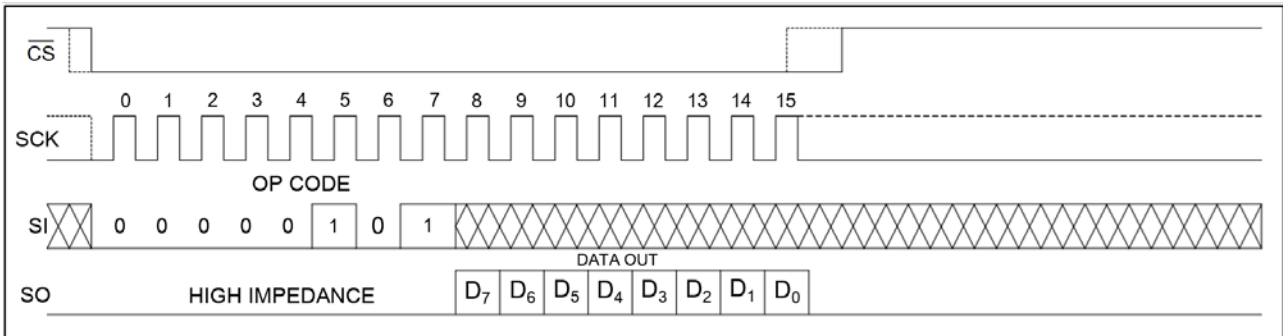 CS
0 1 2 3 4 5 6 7 8 9 10 11 12 13 14 15
SCK
OP CODE
SI 0 0 0 0 0 1 0 1
DATA OUT
SO HIGH IMPEDANCE D7 D6 D5 D4 D3 D2 D1 D0